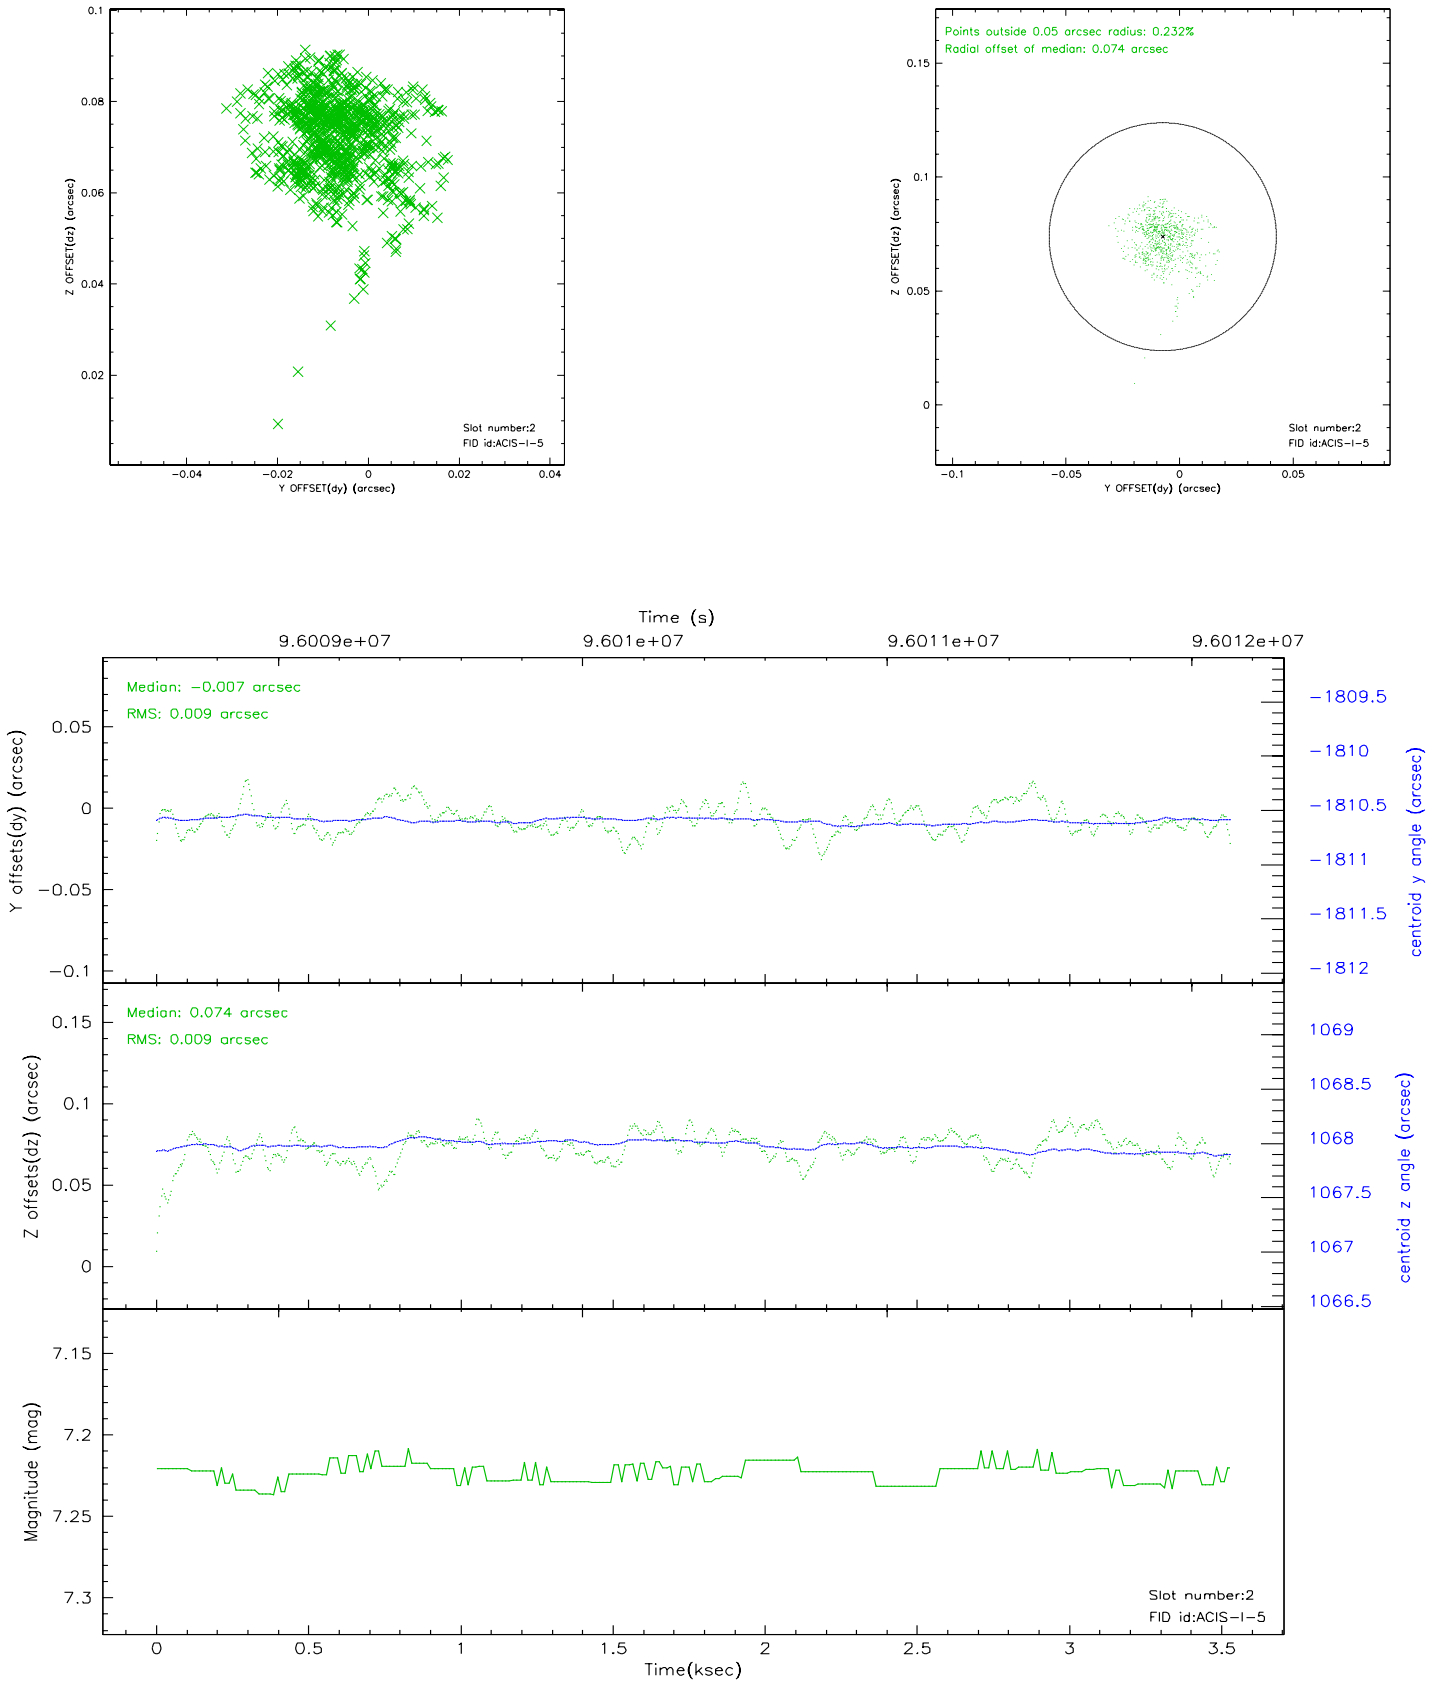 0.1
0.08
0.06
0.04
0.02
Z OFFSET(dz) (arcsec)
Slot number:2
FID id:ACIS-I-5
-0.04 -0.02 0 0.02 0.04
Y OFFSET(dy) (arcsec)
Points outside 0.05 arcsec radius: 0.232%
Radial offset of median: 0.074 arcsec
0.15
0.1
0.05
0
Z OFFSET(dz) (arcsec)
Slot number:2
FID id:ACIS-I-5
-0.1 -0.05 0 0.05
Y OFFSET(dy) (arcsec)
Time (s)
9.6009e+07 9.601e+07 9.6011e+07 9.6012e+07
Median: -0.007 arcsec
RMS: 0.009 arcsec
0.05
0
-0.05
-0.1
Y offsets(dy) (arcsec)
-1809.5
-1810
-1810.5
-1811
-1811.5
-1812
centroid y angle (arcsec)
Median: 0.074 arcsec
RMS: 0.009 arcsec
0.15
0.1
0.05
0
Z offsets(dz) (arcsec)
1069
1068.5
1068
1067.5
1067
1066.5
centroid z angle (arcsec)
7.15
7.2
7.25
7.3
Magnitude (mag)
Slot number:2
FID id:ACIS-I-5
0 0.5 1 1.5 2 2.5 3 3.5
Time(ksec)